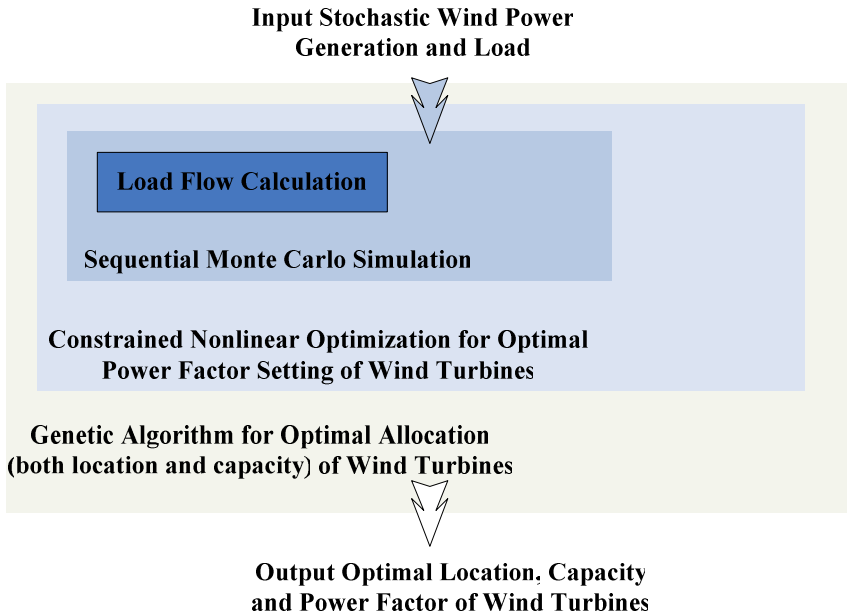 Input Stochastic Wind Power
Generation and Load
Load Flow Calculation
Sequential Monte Carlo Simulation
Constrained Nonlinear Optimization for Optimal
Power Factor Setting of Wind Turbines
Genetic Algorithm for Optimal Allocation
(both location and capacity) of Wind Turbines
Output Optimal Location, Capacity
and Power Factor of Wind Turbines